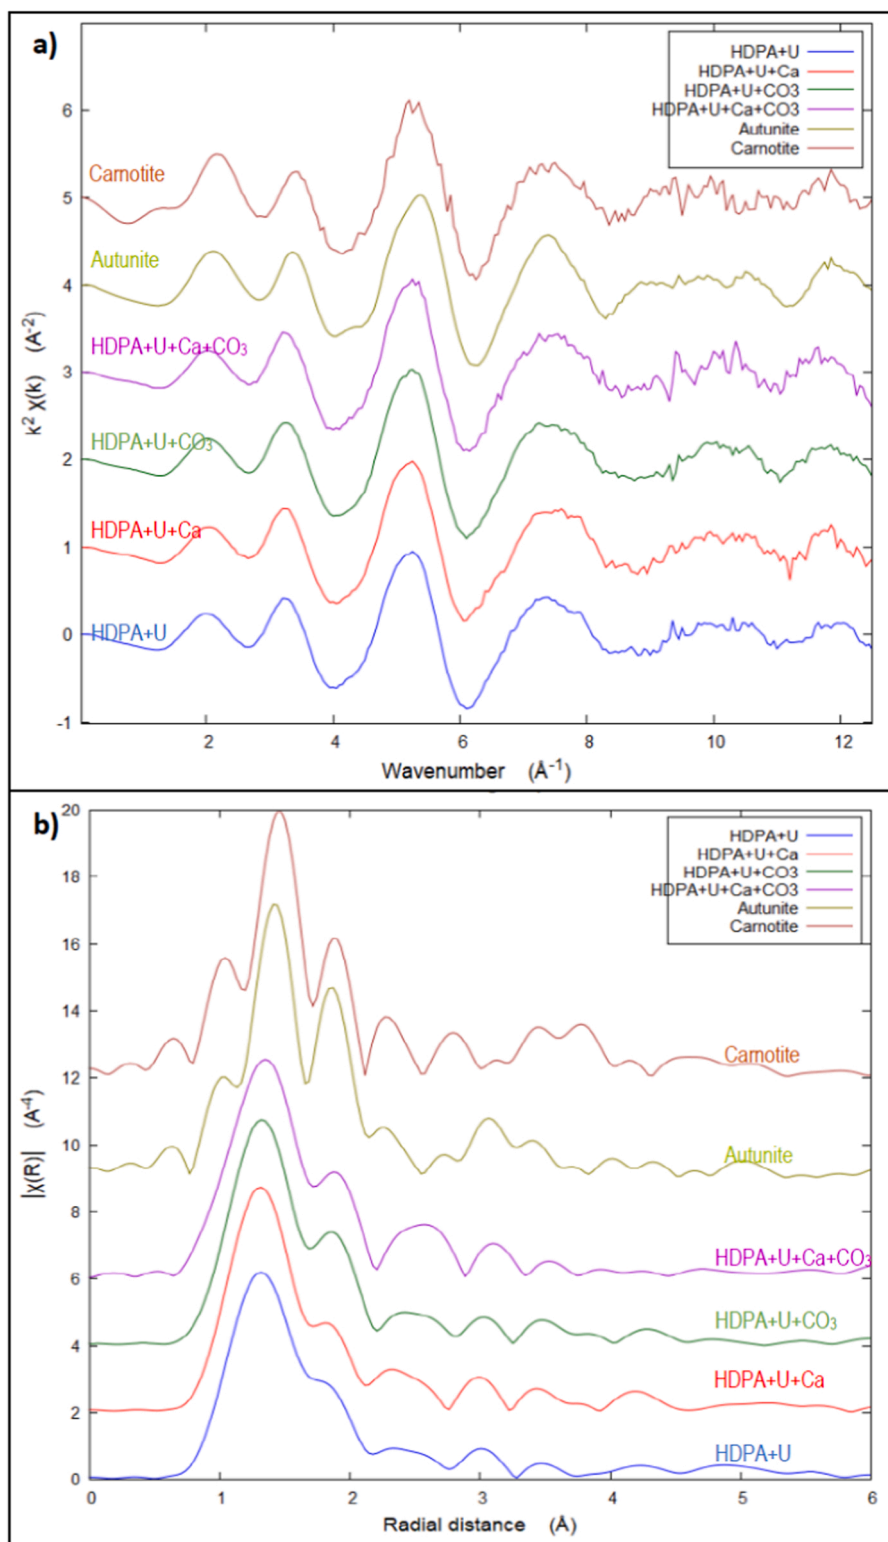 a)
HDPA+U
HDPA+U+Ca
HDPA+U+CO3
HDPA+U+Ca+CO3
Autunite
Carnotite
6
Carnotite
5
Autunite
4
HDPA+U+Ca+CO₃
3
HDPA+U+CO₃
2
HDPA+U+Ca
1
HDPA+U
0
-1
k² χ(k) (A⁻²)
2 4 6 8 10 12
Wavenumber (Å⁻¹)
b)
HDPA+U
HDPA+U+Ca
HDPA+U+CO3
HDPA+U+Ca+CO3
Autunite
Carnotite
20
18
16
14
Carnotite
12
Autunite
10
8
HDPA+U+Ca+CO₃
6
HDPA+U+CO₃
4
HDPA+U+Ca
2
HDPA+U
0
|χ(R)| (A⁻⁴)
0 1 2 3 4 5 6
Radial distance (Å)